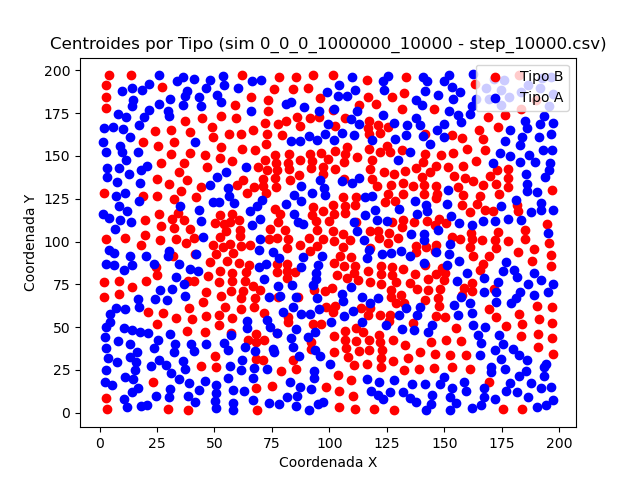 Centroides por Tipo (sim 0_0_0_1000000_10000 - step_10000.csv)
Tipo B
Tipo A
Coordenada Y
200
175
150
125
100
75
50
25
0
0 25 50 75 100 125 150 175 200
Coordenada X